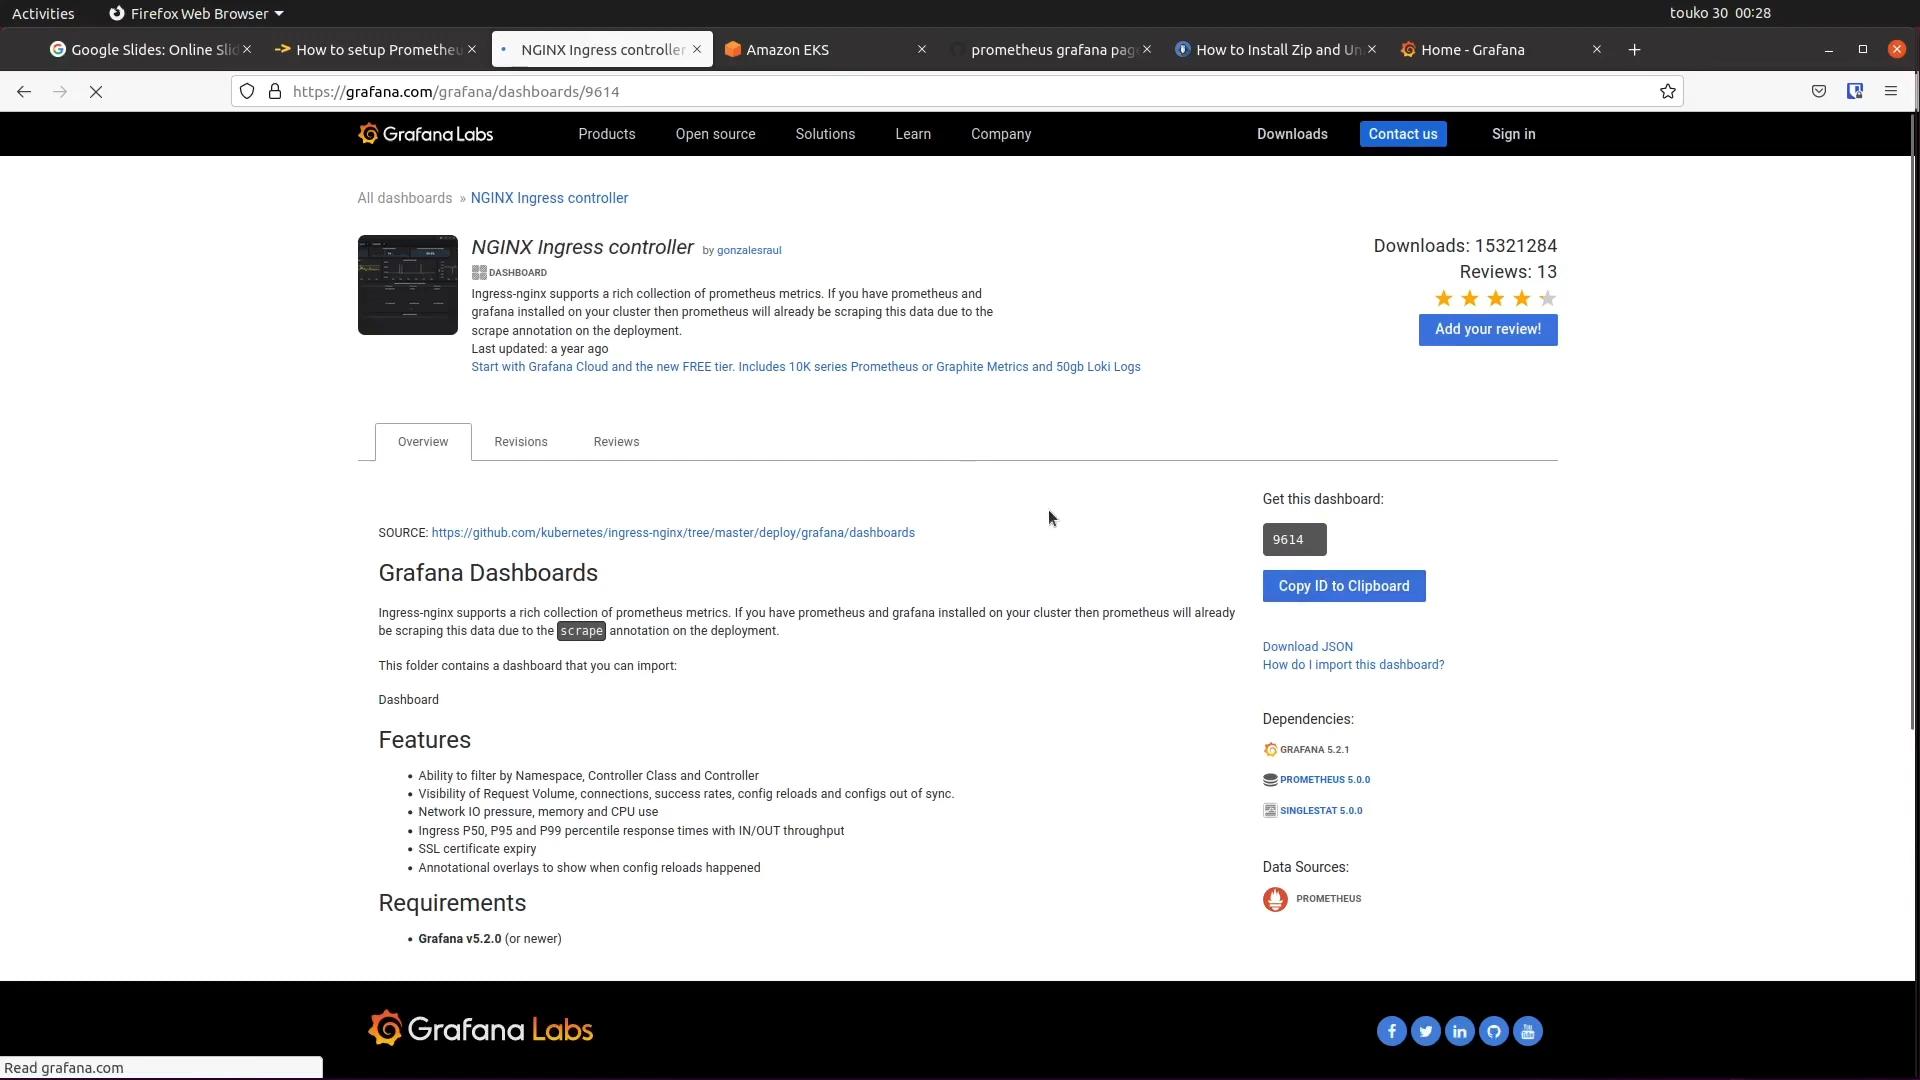 Activities
Firefox Web Browser
touko 30 00:28
Google Slides: Online Slid
How to setup Prometheu
NGINX Ingress controller
Amazon EKS
prometheus grafana pag
How to Install Zip and Un
Home - Grafana
https://grafana.com/grafana/dashboards/9614
Grafana Labs
Products
Open source
Solutions
Learn
Company
Downloads
Contact us
Sign in
All dashboards » NGINX Ingress controller
NGINX Ingress controller by gonzalesraul
DASHBOARD
Ingress-nginx supports a rich collection of prometheus metrics. If you have prometheus and
grafana installed on your cluster then prometheus will already be scraping this data due to the
scrape annotation on the deployment.
Last updated: a year ago
Start with Grafana Cloud and the new FREE tier. Includes 10K series Prometheus or Graphite Metrics and 50gb Loki Logs
Downloads: 15321284
Reviews: 13
Add your review!
Overview
Revisions
Reviews
SOURCE: https://github.com/kubernetes/ingress-nginx/tree/master/deploy/grafana/dashboards
Grafana Dashboards
Ingress-nginx supports a rich collection of prometheus metrics. If you have prometheus and grafana installed on your cluster then prometheus will already
be scraping this data due to the scrape annotation on the deployment.
This folder contains a dashboard that you can import:
Dashboard
Features
• Ability to filter by Namespace, Controller Class and Controller
• Visibility of Request Volume, connections, success rates, config reloads and configs out of sync.
• Network IO pressure, memory and CPU use
• Ingress P50, P95 and P99 percentile response times with IN/OUT throughput
• SSL certificate expiry
• Annotational overlays to show when config reloads happened
Requirements
• Grafana v5.2.0 (or newer)
Get this dashboard:
9614
Copy ID to Clipboard
Download JSON
How do I import this dashboard?
Dependencies:
GRAFANA 5.2.1
PROMETHEUS 5.0.0
SINGLESTAT 5.0.0
Data Sources:
PROMETHEUS
Grafana Labs
Read grafana.com